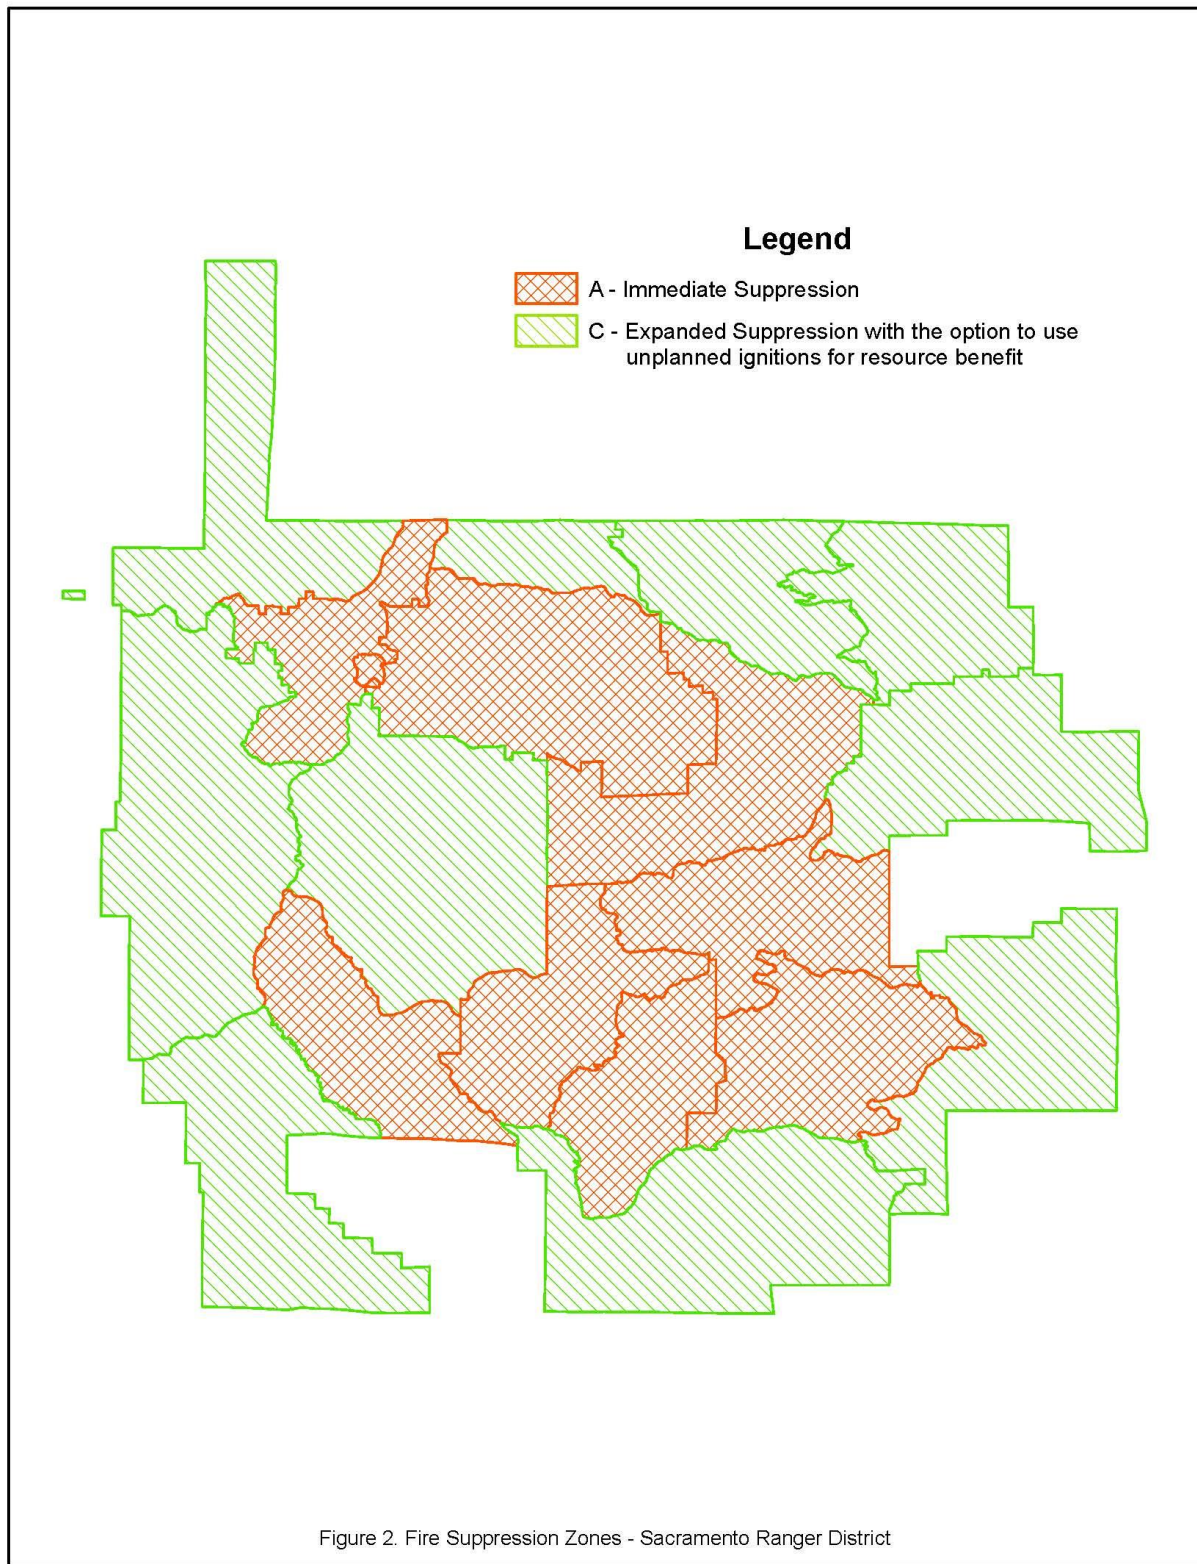 Legend
A - Immediate Suppression
C - Expanded Suppression with the option to use
unplanned ignitions for resource benefit
Figure 2. Fire Suppression Zones - Sacramento Ranger District